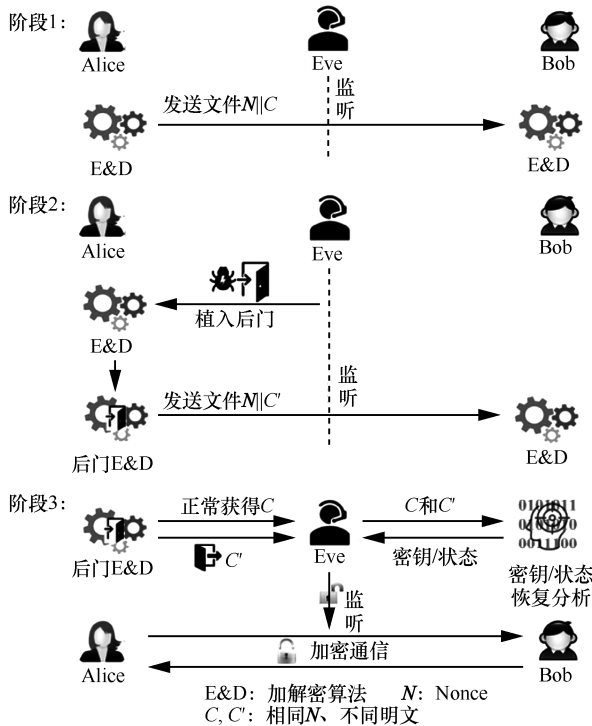 阶段1：
Alice
Eve
Bob
监听
发送文件N||C
E&D
E&D
阶段2：
Alice
Eve
Bob
植入后门
E&D
监听
发送文件N||C'
后门E&D
E&D
阶段3：
正常获得C
C和C'
0101011
0011100
C'
Eve
密钥/状态
后门E&D
密钥/状态
恢复分析
监听
加密通信
Alice
Bob
E&D：加解密算法 N：Nonce
C, C'：相同N、不同明文